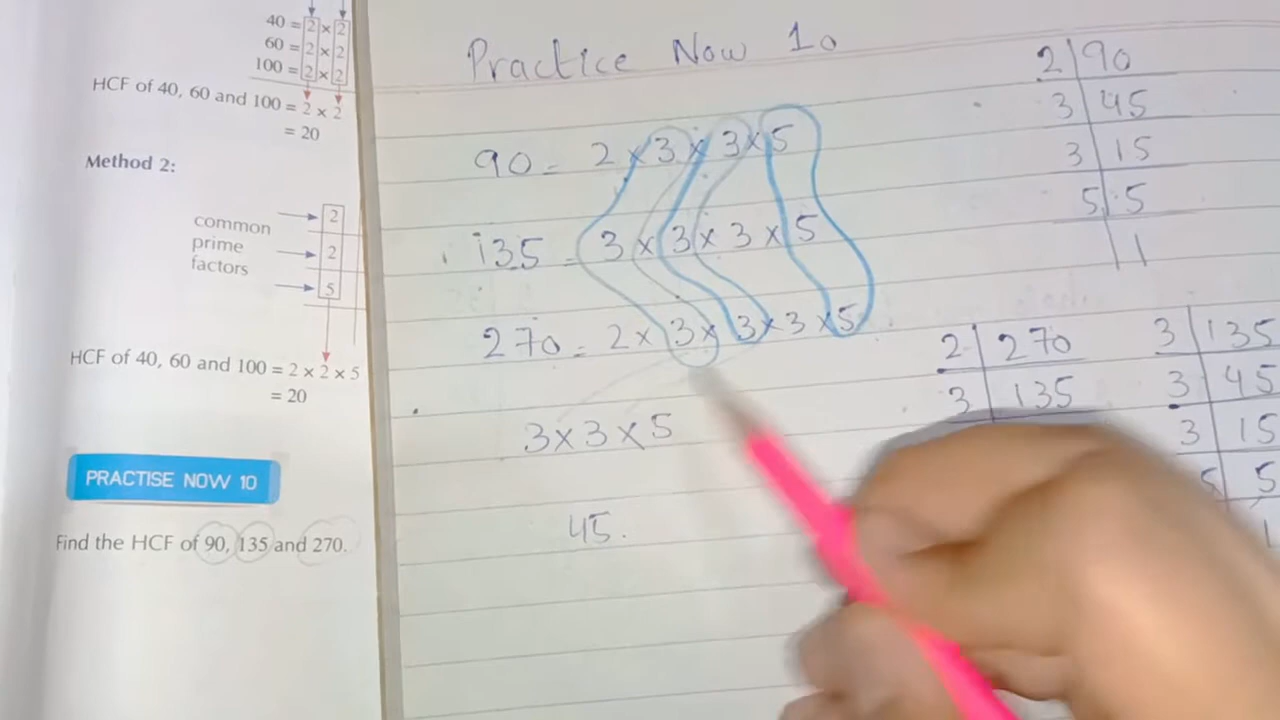 40 = 2 × 2
60 = 2 × 2
100 = 2 × 2
HCF of 40, 60 and 100 = 2 × 2
= 20
Method 2:
common
prime
factors
2
2
5
HCF of 40, 60 and 100 = 2 × 2 × 5
= 20
PRACTISE NOW 10
Find the HCF of 90, 135 and 270.
Practice Now 10
90 = 2 × 3 × 3 × 5
135 = 3 × 3 × 3 × 5
270 = 2 × 3 × 3 × 3 × 5
3 × 3 × 5
45.
2 90
3 45
3 15
5 5
1
2 270
3 135
3 135
3 45
3 15
5 5
1